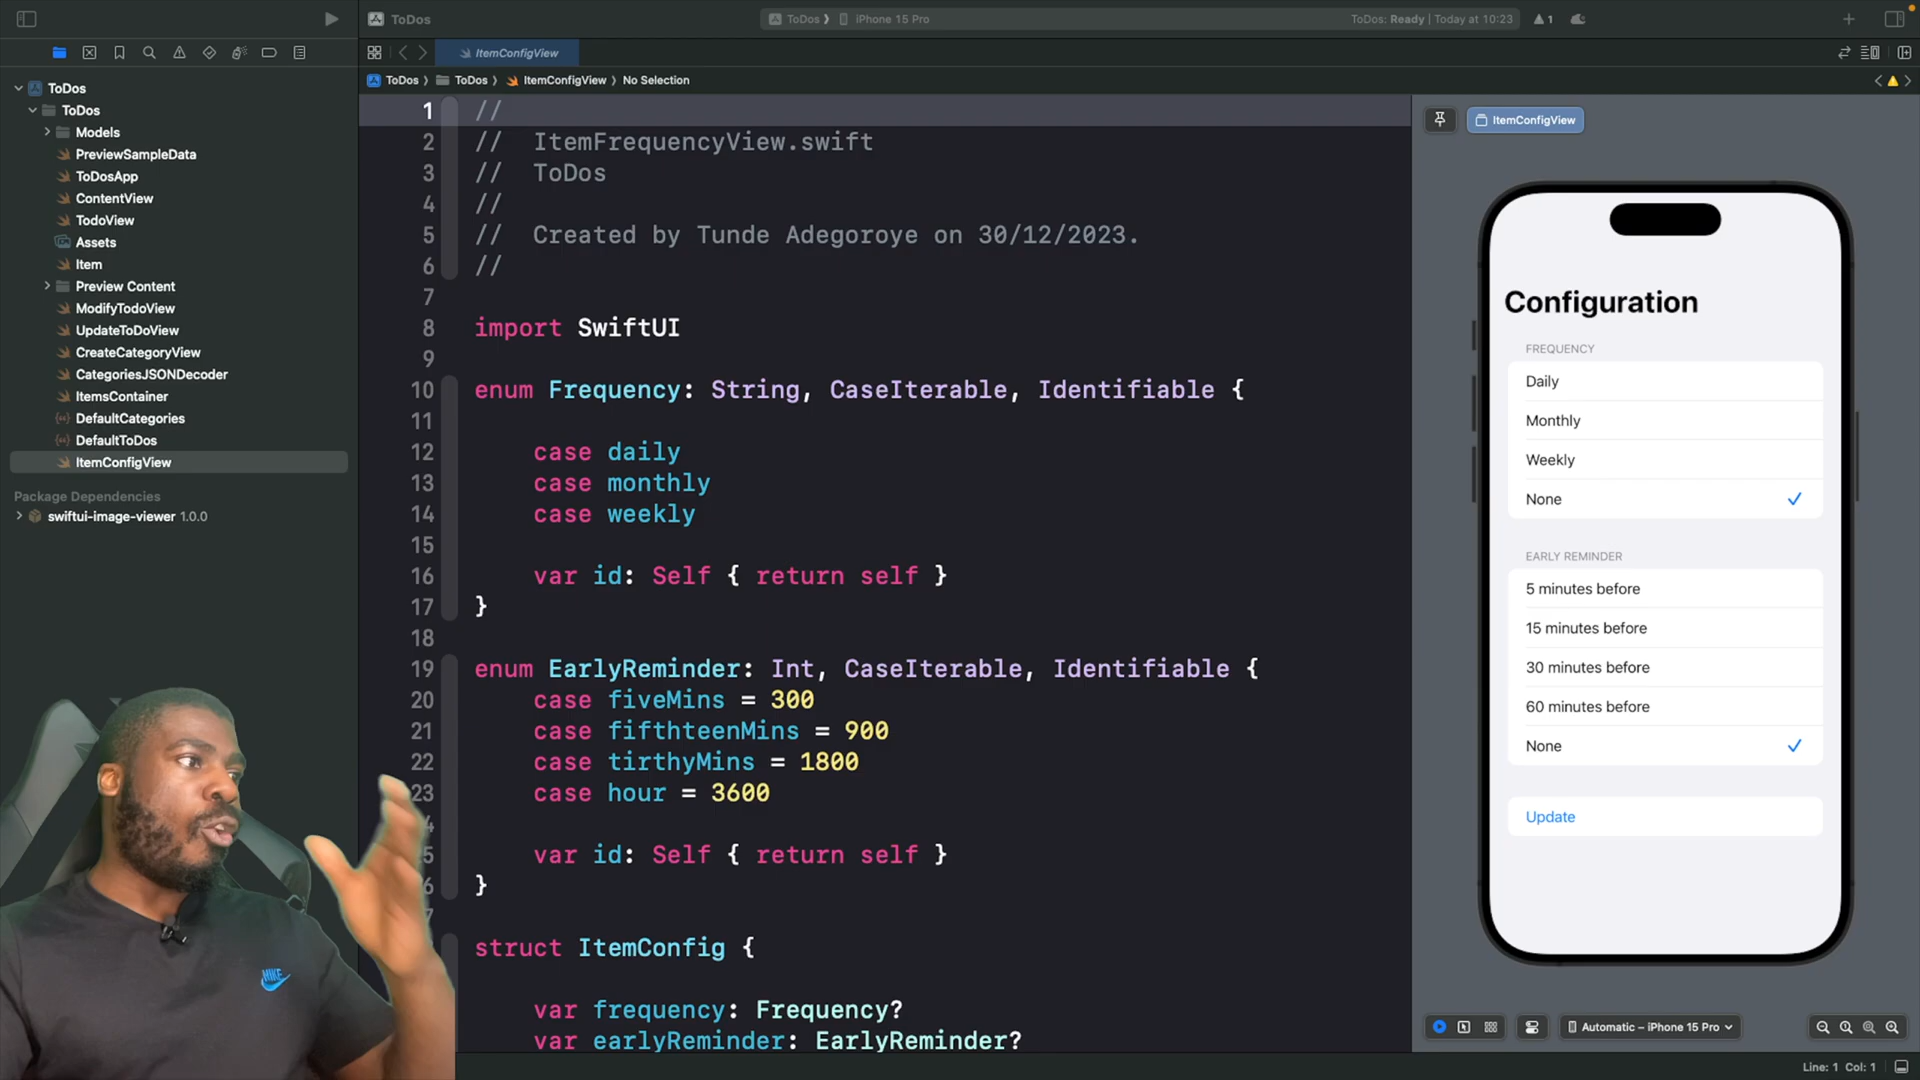 ToDos
ToDos
iPhone 15 Pro
ToDos: Ready | Today at 10:23
1
ItemConfigView
ToDos
ToDos
ItemConfigView
No Selection
ToDos
ToDos
Models
PreviewSampleData
ToDosApp
ContentView
TodoView
Assets
Item
Preview Content
ModifyTodoView
UpdateToDoView
CreateCategoryView
CategoriesJSONDecoder
ItemsContainer
DefaultCategories
DefaultToDos
ItemConfigView
Package Dependencies
swiftui-image-viewer 1.0.0
1 //
2 // ItemFrequencyView.swift
3 // ToDos
4 //
5 // Created by Tunde Adegoroye on 30/12/2023.
6 //
7
8 import SwiftUI
9
10 enum Frequency: String, CaseIterable, Identifiable {
11
12 case daily
13 case monthly
14 case weekly
15
16 var id: Self { return self }
17 }
18
19 enum EarlyReminder: Int, CaseIterable, Identifiable {
20 case fiveMins = 300
21 case fifthteenMins = 900
22 case tirthyMins = 1800
23 case hour = 3600
4
5 var id: Self { return self }
6 }
7
struct ItemConfig {
var frequency: Frequency?
var earlyReminder: EarlyReminder?
ItemConfigView
Configuration
FREQUENCY
Daily
Monthly
Weekly
None
EARLY REMINDER
5 minutes before
15 minutes before
30 minutes before
60 minutes before
None
Update
Automatic – iPhone 15 Pro
Line: 1 Col: 1
NIKE